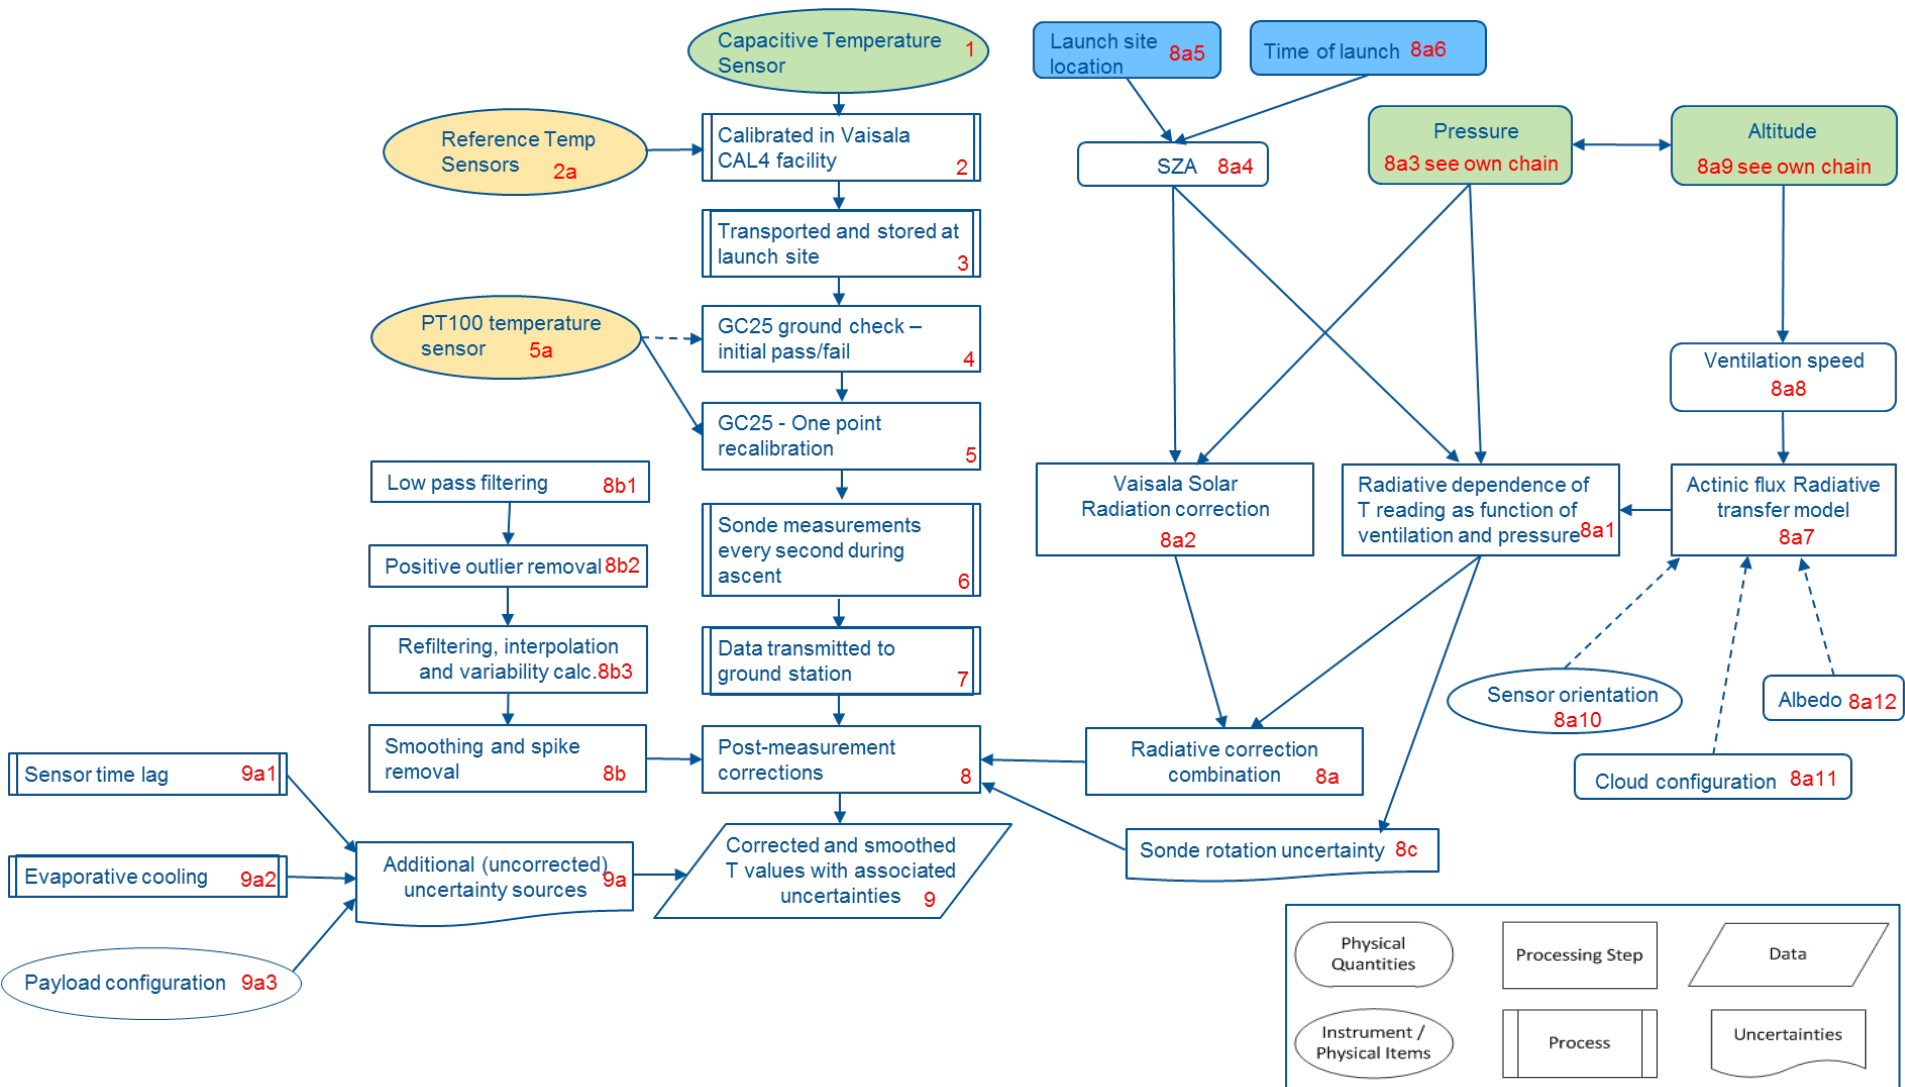 Capacitive Temperature
Sensor
1
Launch site
location
8a5
Time of launch
8a6
Reference Temp
Sensors
2a
Calibrated in Vaisala
CAL4 facility
2
SZA
8a4
Pressure
8a3 see own chain
Altitude
8a9 see own chain
Transported and stored at
launch site
3
PT100 temperature
sensor
5a
GC25 ground check –
initial pass/fail
4
Ventilation speed
8a8
GC25 - One point
recalibration
5
Low pass filtering
8b1
Vaisala Solar
Radiation correction
8a2
Radiative dependence of
T reading as function of
ventilation and pressure
8a1
Actinic flux Radiative
transfer model
8a7
Sonde measurements
every second during
ascent
6
Positive outlier removal
8b2
Refiltering, interpolation
and variability calc.
8b3
Data transmitted to
ground station
7
Sensor orientation
8a10
Albedo
8a12
Smoothing and spike
removal
8b
Post-measurement
corrections
8
Radiative correction
combination
8a
Cloud configuration
8a11
Sensor time lag
9a1
Evaporative cooling
9a2
Additional (uncorrected)
uncertainty sources
9a
Corrected and smoothed
T values with associated
uncertainties
9
Sonde rotation uncertainty
8c
Payload configuration
9a3
Physical
Quantities
Processing Step
Data
Instrument /
Physical Items
Process
Uncertainties